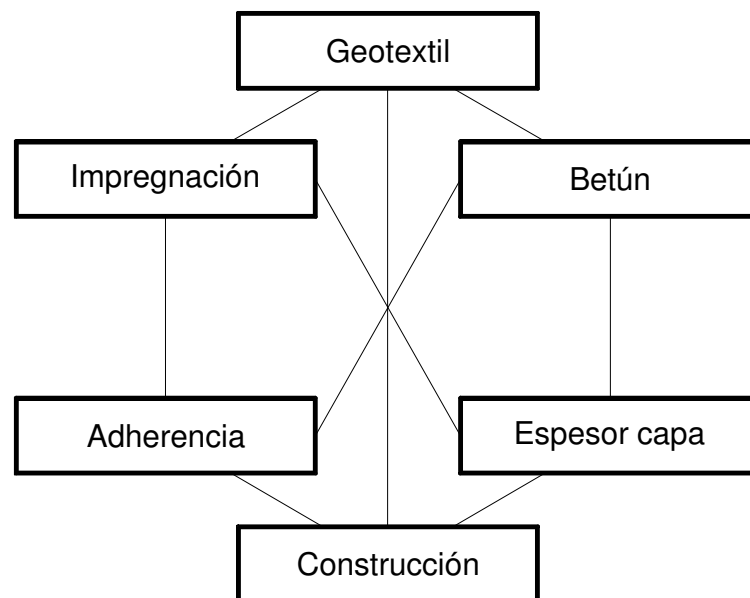 Geotextil
Impregnación
Betún
Adherencia
Espesor capa
Construcción